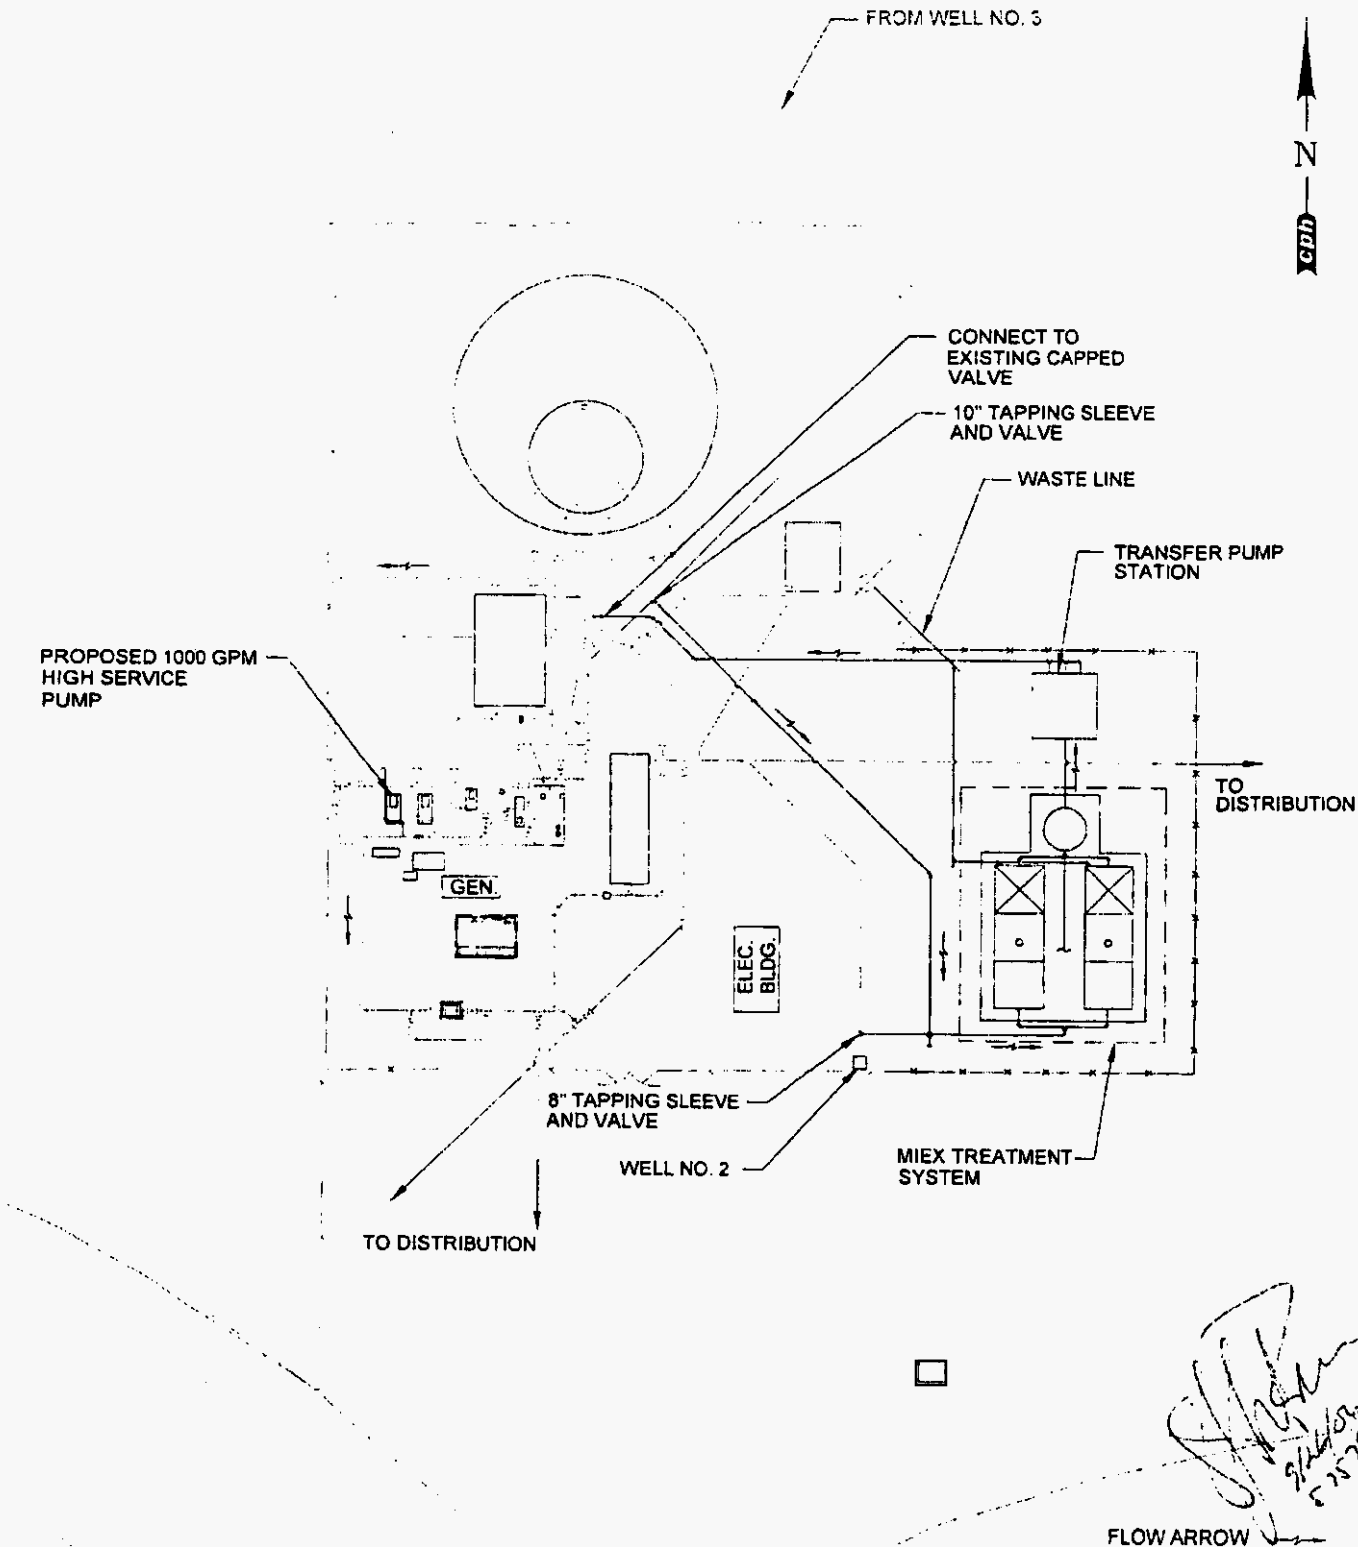 FROM WELL NO. 3
N
cph
CONNECT TO
EXISTING CAPPED
VALVE
10" TAPPING SLEEVE
AND VALVE
WASTE LINE
TRANSFER PUMP
STATION
PROPOSED 1000 GPM
HIGH SERVICE
PUMP
TO
DISTRIBUTION
GEN.
ELEC.
BLDG.
8" TAPPING SLEEVE
AND VALVE
WELL NO. 2
MIEX TREATMENT
SYSTEM
TO DISTRIBUTION
FLOW ARROW